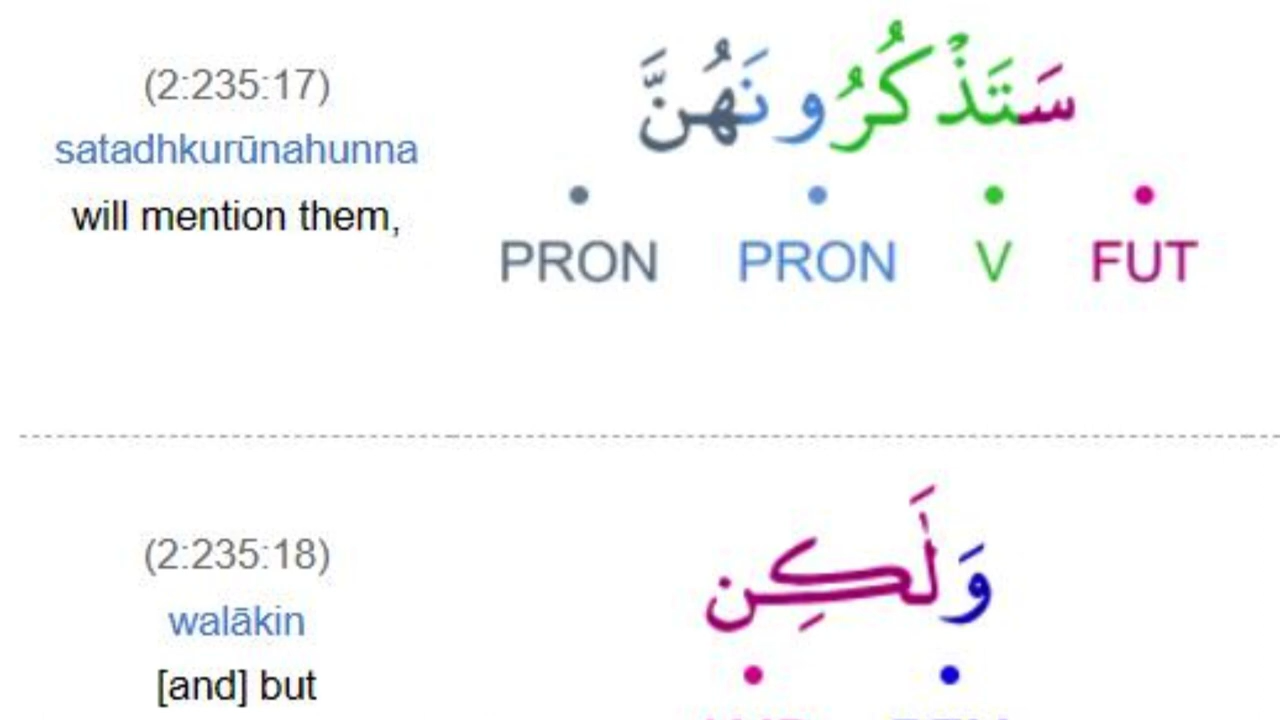 (2:235:17)
satadhkurūnahunna
will mention them,
سَتَذْكُرُونَهُنَّ
PRON PRON V FUT
(2:235:18)
walākin
[and] but
وَلَٰكِن